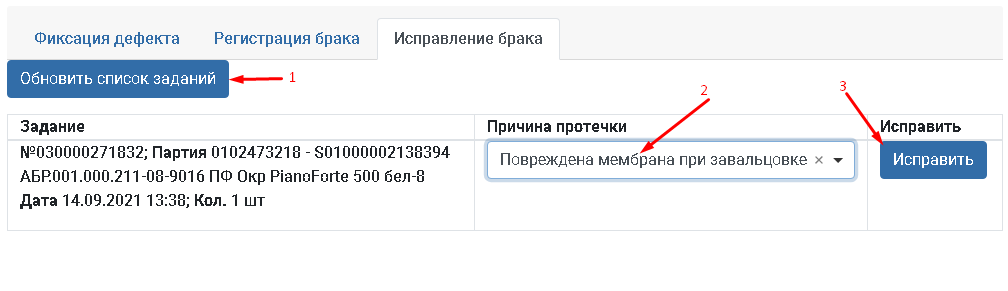 Фиксация дефекта Регистрация брака Исправление брака
Обновить список заданий 1
2
3
Задание Причина протечки Исправить
№030000271832; Партия 0102473218 - S01000002138394
АБР.001.000.211-08-9016 ПФ Окр PianoForte 500 бел-8
Дата 14.09.2021 13:38; Кол. 1 шт
Повреждена мембрана при завальцовке ×
Исправить